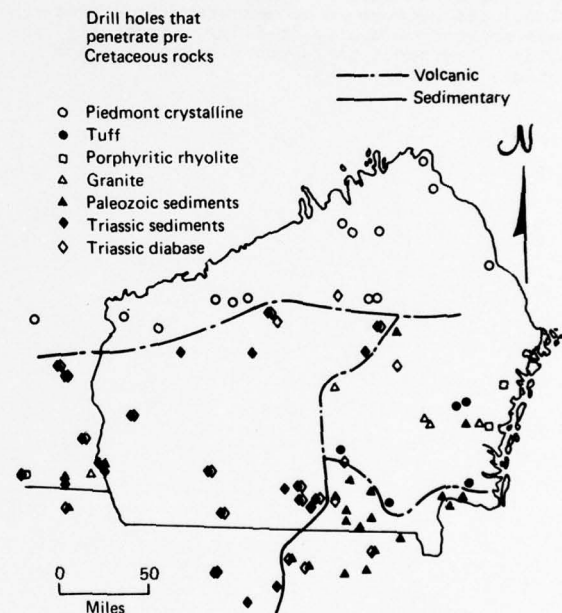 Drill holes that
penetrate pre-
Cretaceous rocks
Volcanic
Sedimentary
Piedmont crystalline
Tuff
Porphyritic rhyolite
Granite
Paleozoic sediments
Triassic sediments
Triassic diabase
N
0 50
Miles